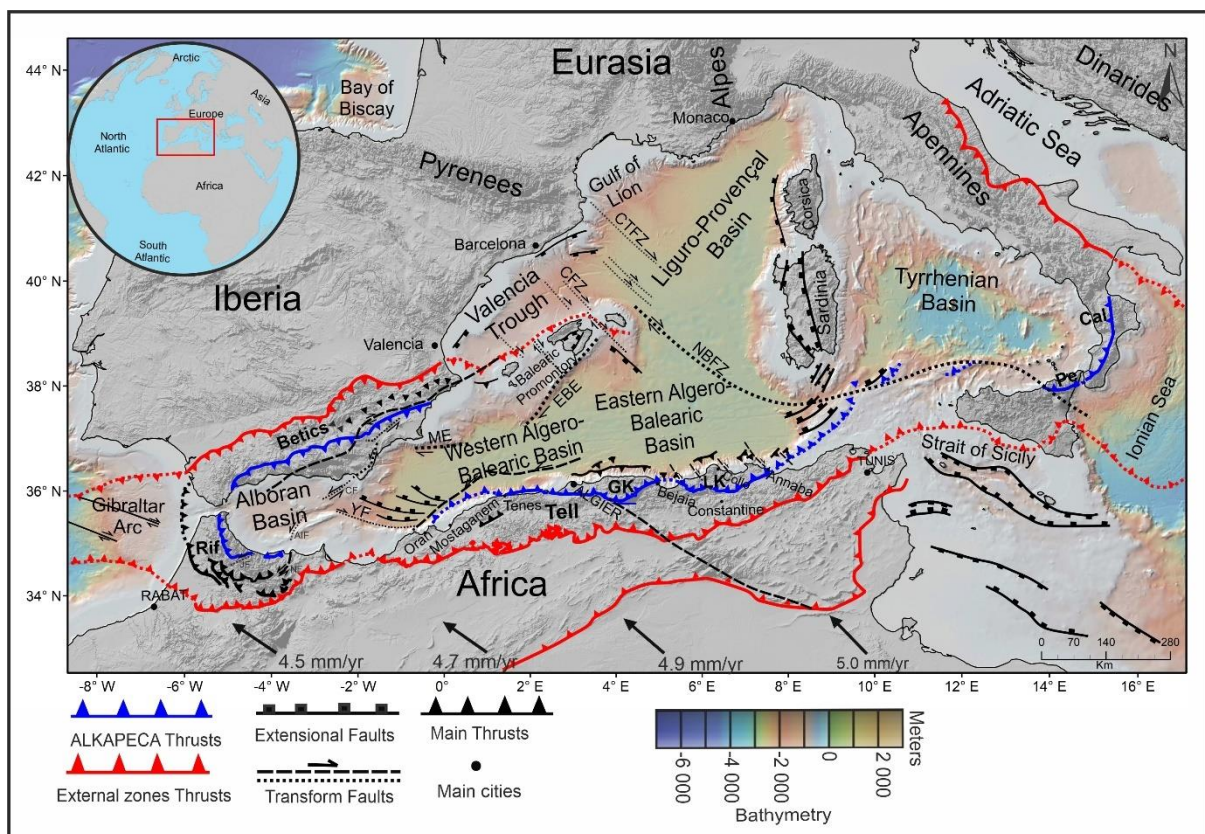 Arctic
Asia
Europe
North
Atlantic
Africa
South
Atlantic
44° N
42° N
40° N
38° N
36° N
34° N
Bay of
Biscay
Eurasia
Alpes
Monaco
Dinarides
N
Adriatic Sea
Apennines
Pyrenees
Gulf of
Lion
CTFZ
Liguro-Provençal
Basin
Corsica
Barcelona
Iberia
CFZ
Valencia
Trough
Sardinia
Tyrrhenian
Basin
Cal
Valencia
Balearic
Promontory
NBFZ
Pe
EBE
Ionian Sea
Betics
ME
Eastern Algero-
Balearic
Basin
Western Algero-
Balearic Basin
Strait of Sicily
Gibraltar
Arc
Alboran
Basin
CF
YF
AIF
Rif
JS
RABAT
Oran
Mostaganem
Tenes
ALGIER
Tell
GK
Bejaia
LK
Collo
Annaba
Constantine
TUNIS
Africa
4.5 mm/yr
4.7 mm/yr
4.9 mm/yr
5.0 mm/yr
0 70 140 280
Km
-8° W
-6° W
-4° W
-2° W
0°
2° E
4° E
6° E
8° E
10° E
12° E
14° E
16° E
ALKAPECA Thrusts
Extensional Faults
Main Thrusts
External zones Thrusts
Transform Faults
Main cities
Meters
-6 000
-4 000
-2 000
0
2 000
Bathymetry